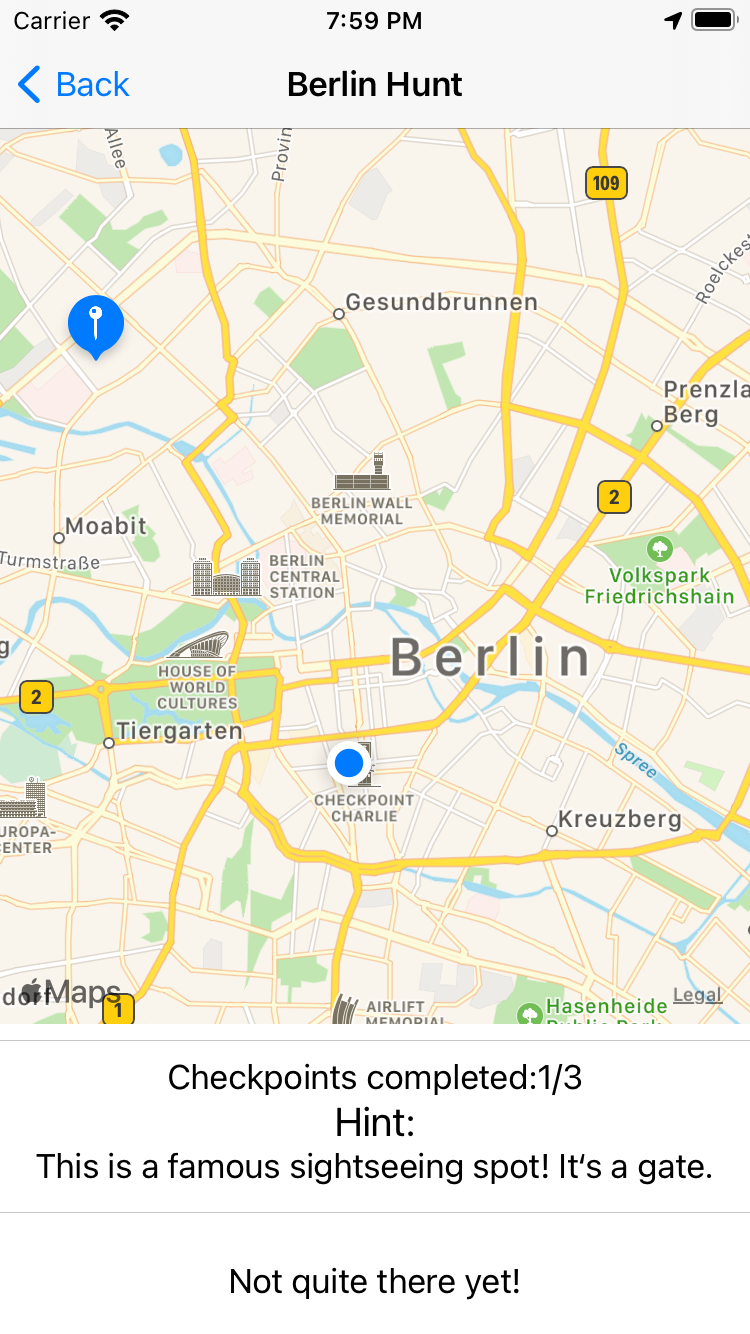 Carrier 7:59 PM
Back Berlin Hunt
Allee
Provin
109
Roelckest
Gesundbrunnen
Prenzla
Berg
2
BERLIN WALL
MEMORIAL
Moabit
Turmstraße
BERLIN
CENTRAL
STATION
Volkspark
Friedrichshain
g
HOUSE OF
WORLD
CULTURES
Berlin
2
Tiergarten
Spree
CHECKPOINT
CHARLIE
UROPA-
CENTER
Kreuzberg
dorf
Maps
1
AIRLIFT
MEMORIAL
Hasenheide
Public Park
Legal
Checkpoints completed:1/3
Hint:
This is a famous sightseeing spot! It‘s a gate.
Not quite there yet!